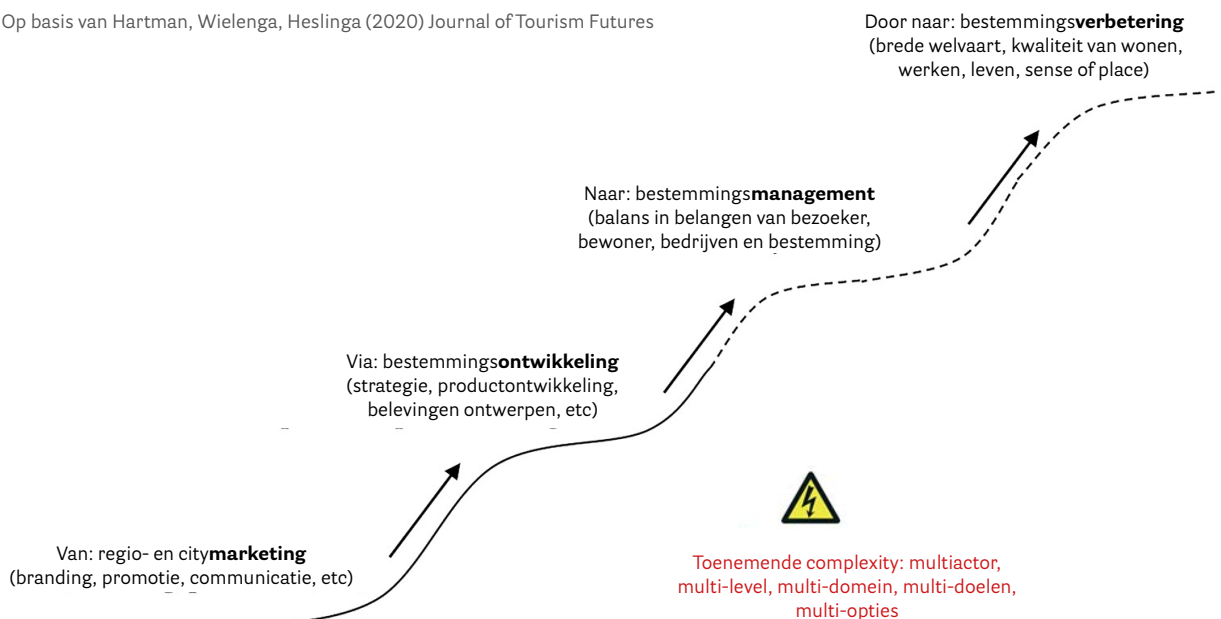 Op basis van Hartman, Wielenga, Heslinga (2020) Journal of Tourism Futures
Door naar: bestemmingsverbetering
(brede welvaart, kwaliteit van wonen,
werken, leven, sense of place)
Naar: bestemmingsmanagement
(balans in belangen van bezoeker,
bewoner, bedrijven en bestemming)
Via: bestemmingsontwikkeling
(strategie, productontwikkeling,
belevingen ontwerpen, etc)
Van: regio- en citymarketing
(branding, promotie, communicatie, etc)
Toenemende complexity: multiactor,
multi-level, multi-domein, multi-doelen,
multi-opties